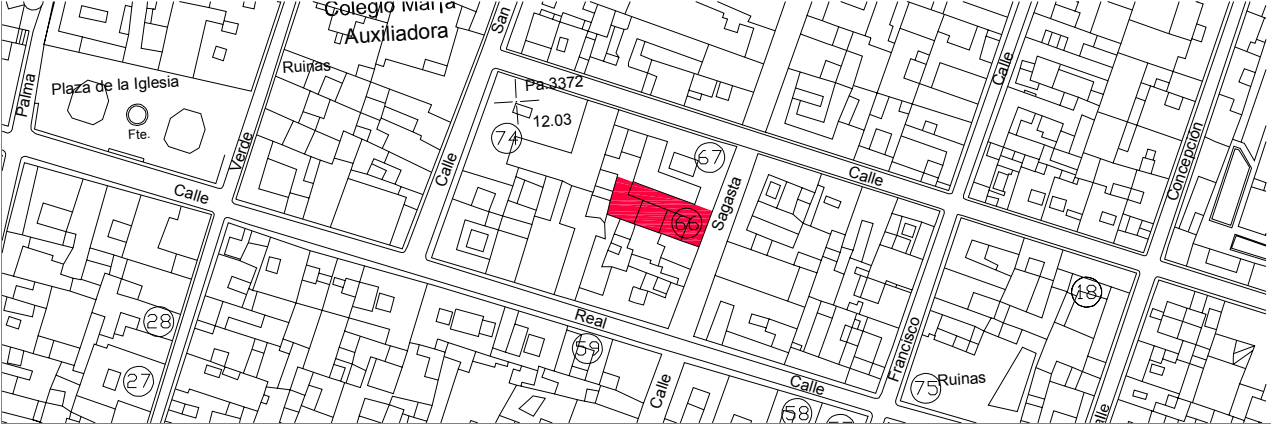 Colegio María
Auxiliadora
San
Ruinas
Plaza de la Iglesia
Palma
Fte.
Verde
Calle
Calle
Pa.3372
12.03
74
67
66
Sagasta
Calle
Calle
Concepción
28
27
Real
59
Calle
Calle
58
Francisco
75
Ruinas
18